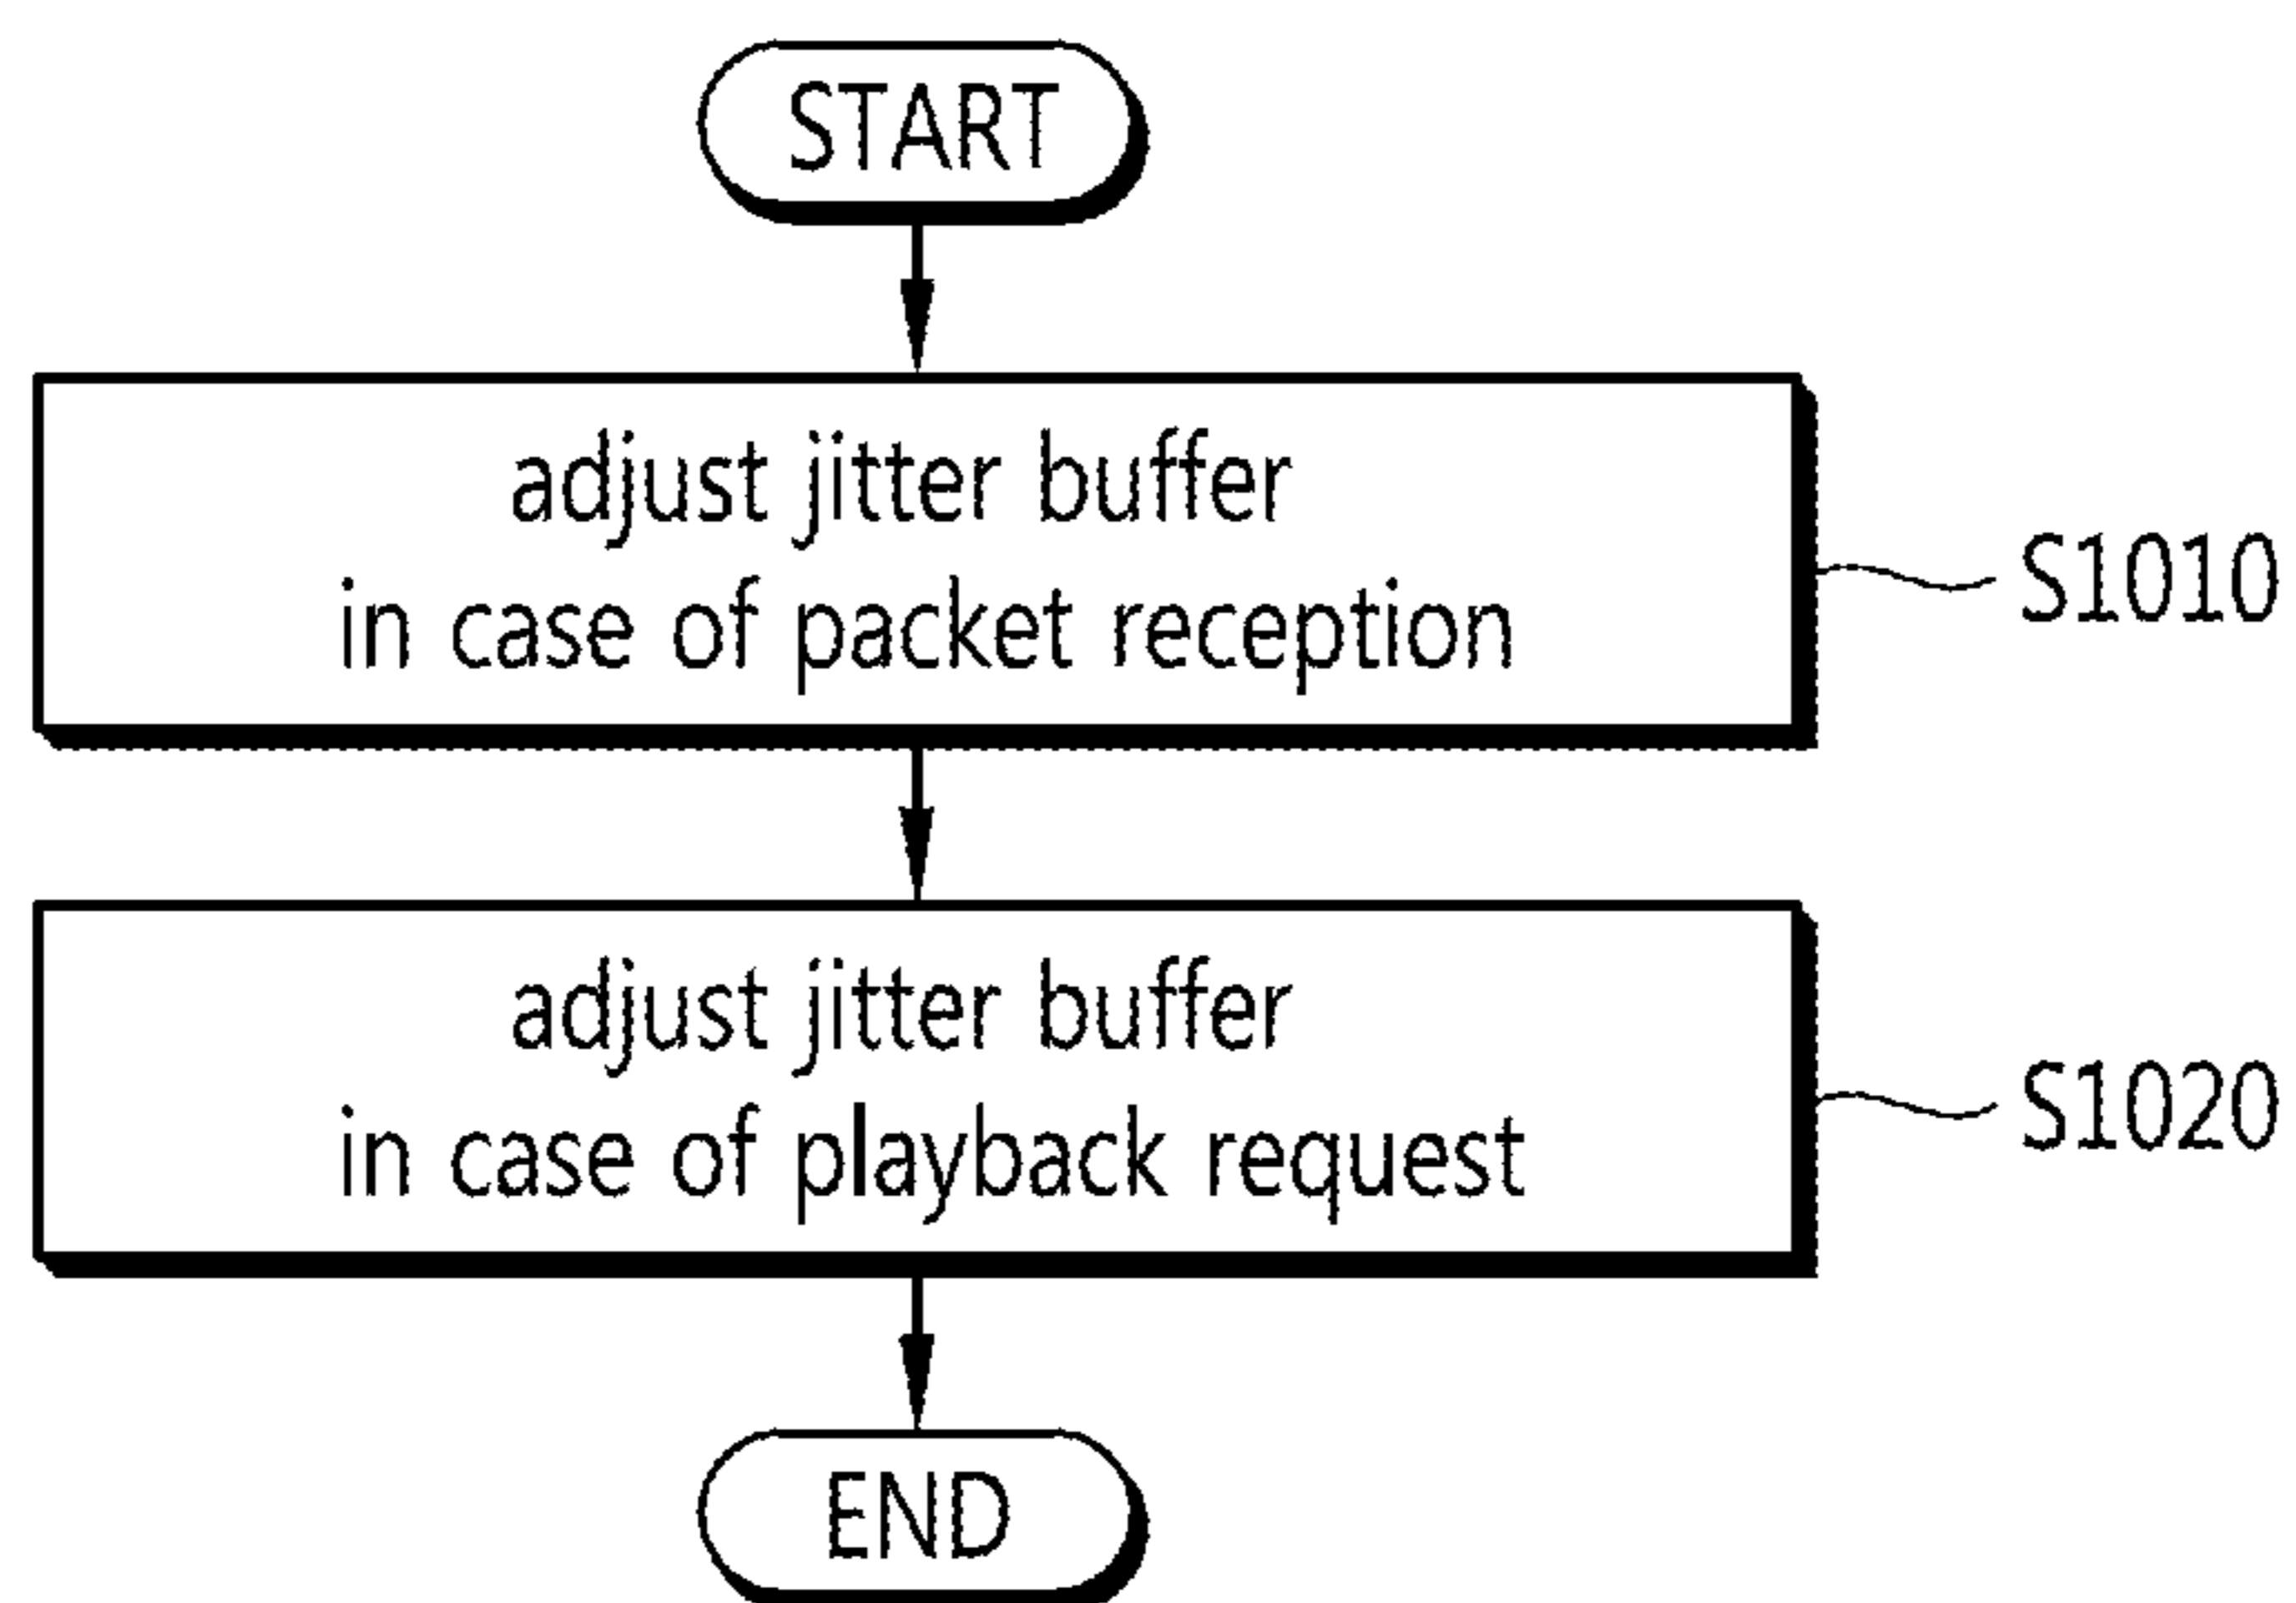 START
adjust jitter buffer
in case of packet reception
S1010
adjust jitter buffer
in case of playback request
S1020
END